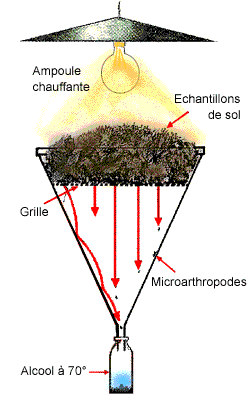 Ampoule
chauffante
Echantillons
de sol
Grille
Microarthropodes
Alcool à 70°